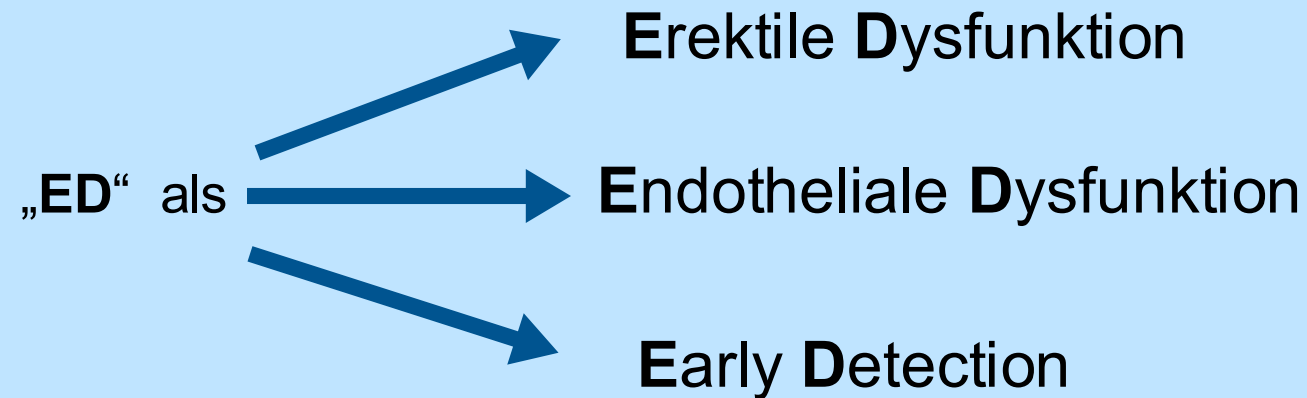 Erektile Dysfunktion
„ED“ als
Endotheliale Dysfunktion
Early Detection